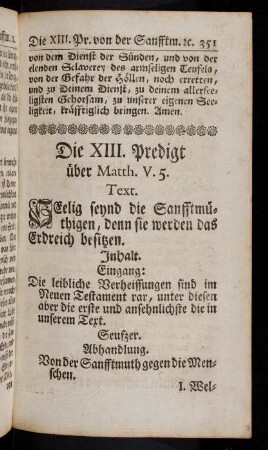 Die XIII. Pr. von der Sanfftm. ꝛc. 351
von dem Dienst der Sünden, und von der
elenden Sclaverey des armseligen Teufels,
von der Gefahr der Höllen, noch erretten,
und zu Deinem Dienst, zu deinem allersee-
ligsten Gehorsam, zu unserer eigenen See-
ligkeit, kräfftiglich bringen. Amen.
Die XIII. Predigt
über Matth. V. 5.
Text.
SEelig seynd die Sansfftmü-
thigen, denn sie werden das
Erdreich besitzen.
Inhalt.
Eingang:
Die leibliche Verheissungen sind im
Neuen Testament rar, unter diesen
aber die erste und ansehnlichste die in
unserem Text.
Seufzer.
Abhandlung.
Von der Sanfftmuth gegen die Men-
schen.
I. Wel-